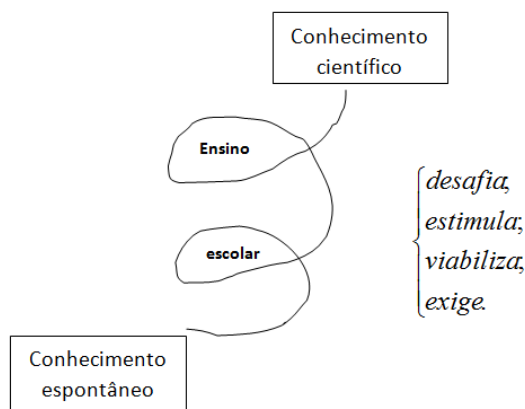 Conhecimento
científico
Ensino
escolar
desafia;
estimula;
viabiliza;
exige.
Conhecimento
espontâneo